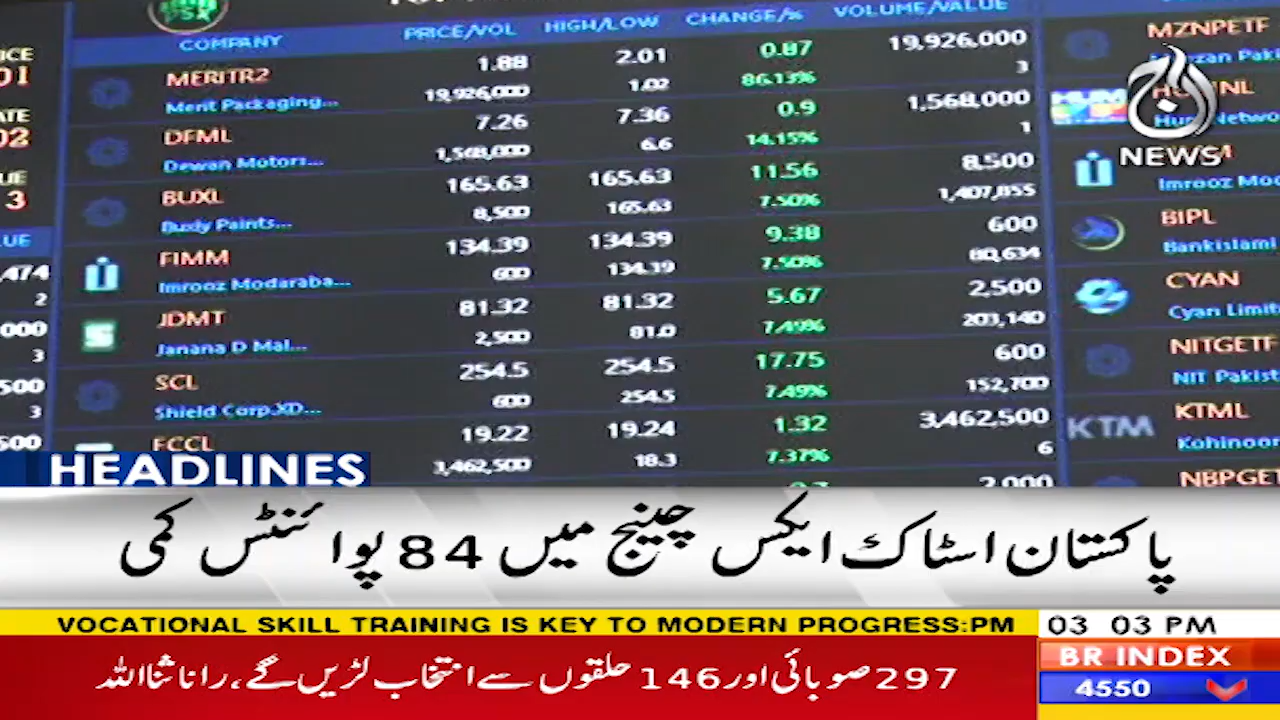 PSX
COMPANY PRICE/VOL HIGH/LOW CHANGE/% VOLUME/VALUE
MERITR2 1.88 2.01 0.87 19,926,000
Merit Packaging... 19,926,000 1.02 86.13% 3
DFML 7.26 7.36 0.9 1,568,000
Dewan Motors... 1,568,000 6.6 14.15% 1
BUXL 165.63 165.63 11.56 8,500
Buxly Paints... 8,500 165.63 7.50% 1,407,855
FIMM 134.39 134.39 9.38 600
Imrooz Modaraba... 600 134.39 7.50% 80,634
JDMT 81.32 81.32 5.67 2,500
Janana D Mal... 2,500 81.0 7.49% 203,140
SCL 254.5 254.5 17.75 600
Shield Corp.XD... 600 254.5 7.49% 152,700
FCCL 19.22 19.24 1.32 3,462,500
3,462,500 18.3 7.37% 6
2,000
MZNPETF
BIPL
Bankislami
CYAN
Cyan Limit
NITGETF
NIT Pakist
KTM KTML
Kohinoor
NBPGET
آج
NEWS
HEADLINES
پاکستان اسٹاک ایکس چینج میں 84 پوائنٹس کمی
VOCATIONAL SKILL TRAINING IS KEY TO MODERN PROGRESS:PM
03 03 PM
297 صوبائی اور 146 حلقوں سے انتخاب لڑیں گے، رانا ثنااللہ
BR INDEX
4550